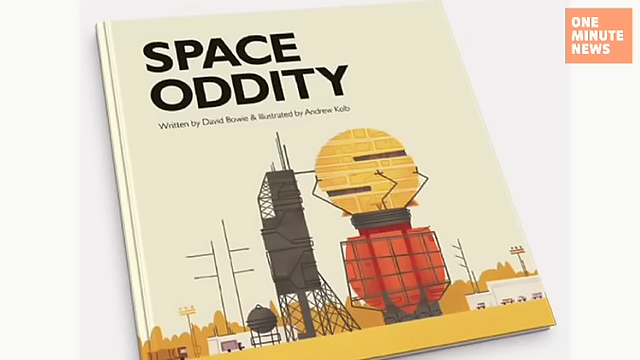 SPACE
ODDITY
Written by David Bowie & Illustrated by Andrew Kolb
ONE
MINUTE
NEWS